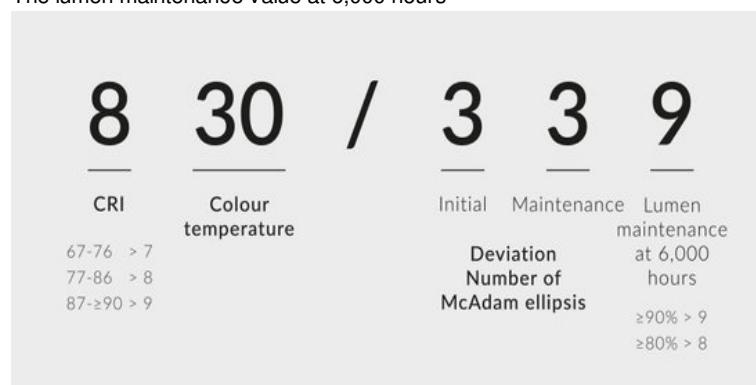 8 30 / 3 3 9
CRI
Colour
temperature
67-76 > 7
77-86 > 8
87-≥90 > 9
Initial
Maintenance
Deviation
Number of
McAdam ellipsis
Lumen
maintenance
at 6,000
hours
≥90% > 9
≥80% > 8